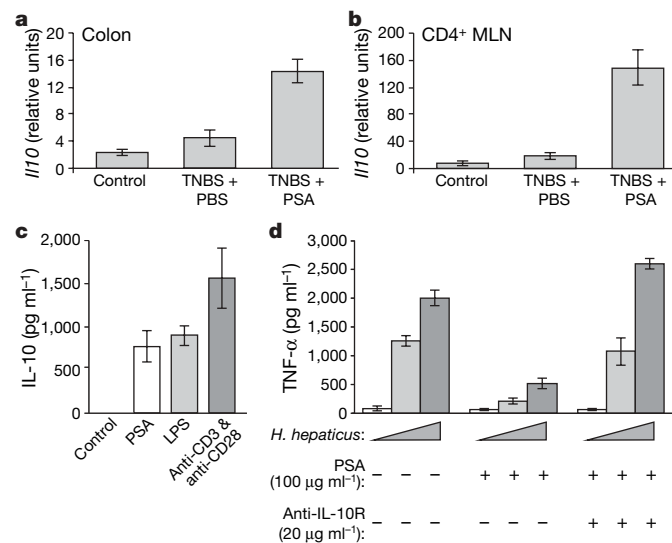 a
Colon
Il10 (relative units)
20
16
12
8
4
0
Control
TNBS +
PBS
TNBS +
PSA
b
CD4⁺ MLN
Il10 (relative units)
200
160
120
80
40
0
Control
TNBS +
PBS
TNBS +
PSA
c
IL-10 (pg ml⁻¹)
2,000
1,500
1,000
500
0
Control
PSA
LPS
Anti-CD3 &
anti-CD28
d
TNF-α (pg ml⁻¹)
3,000
2,500
2,000
1,500
1,000
500
0
H. hepaticus:
PSA
(100 μg ml⁻¹): – – – + + + + + +
Anti-IL-10R
(20 μg ml⁻¹): – – – – – – + + +